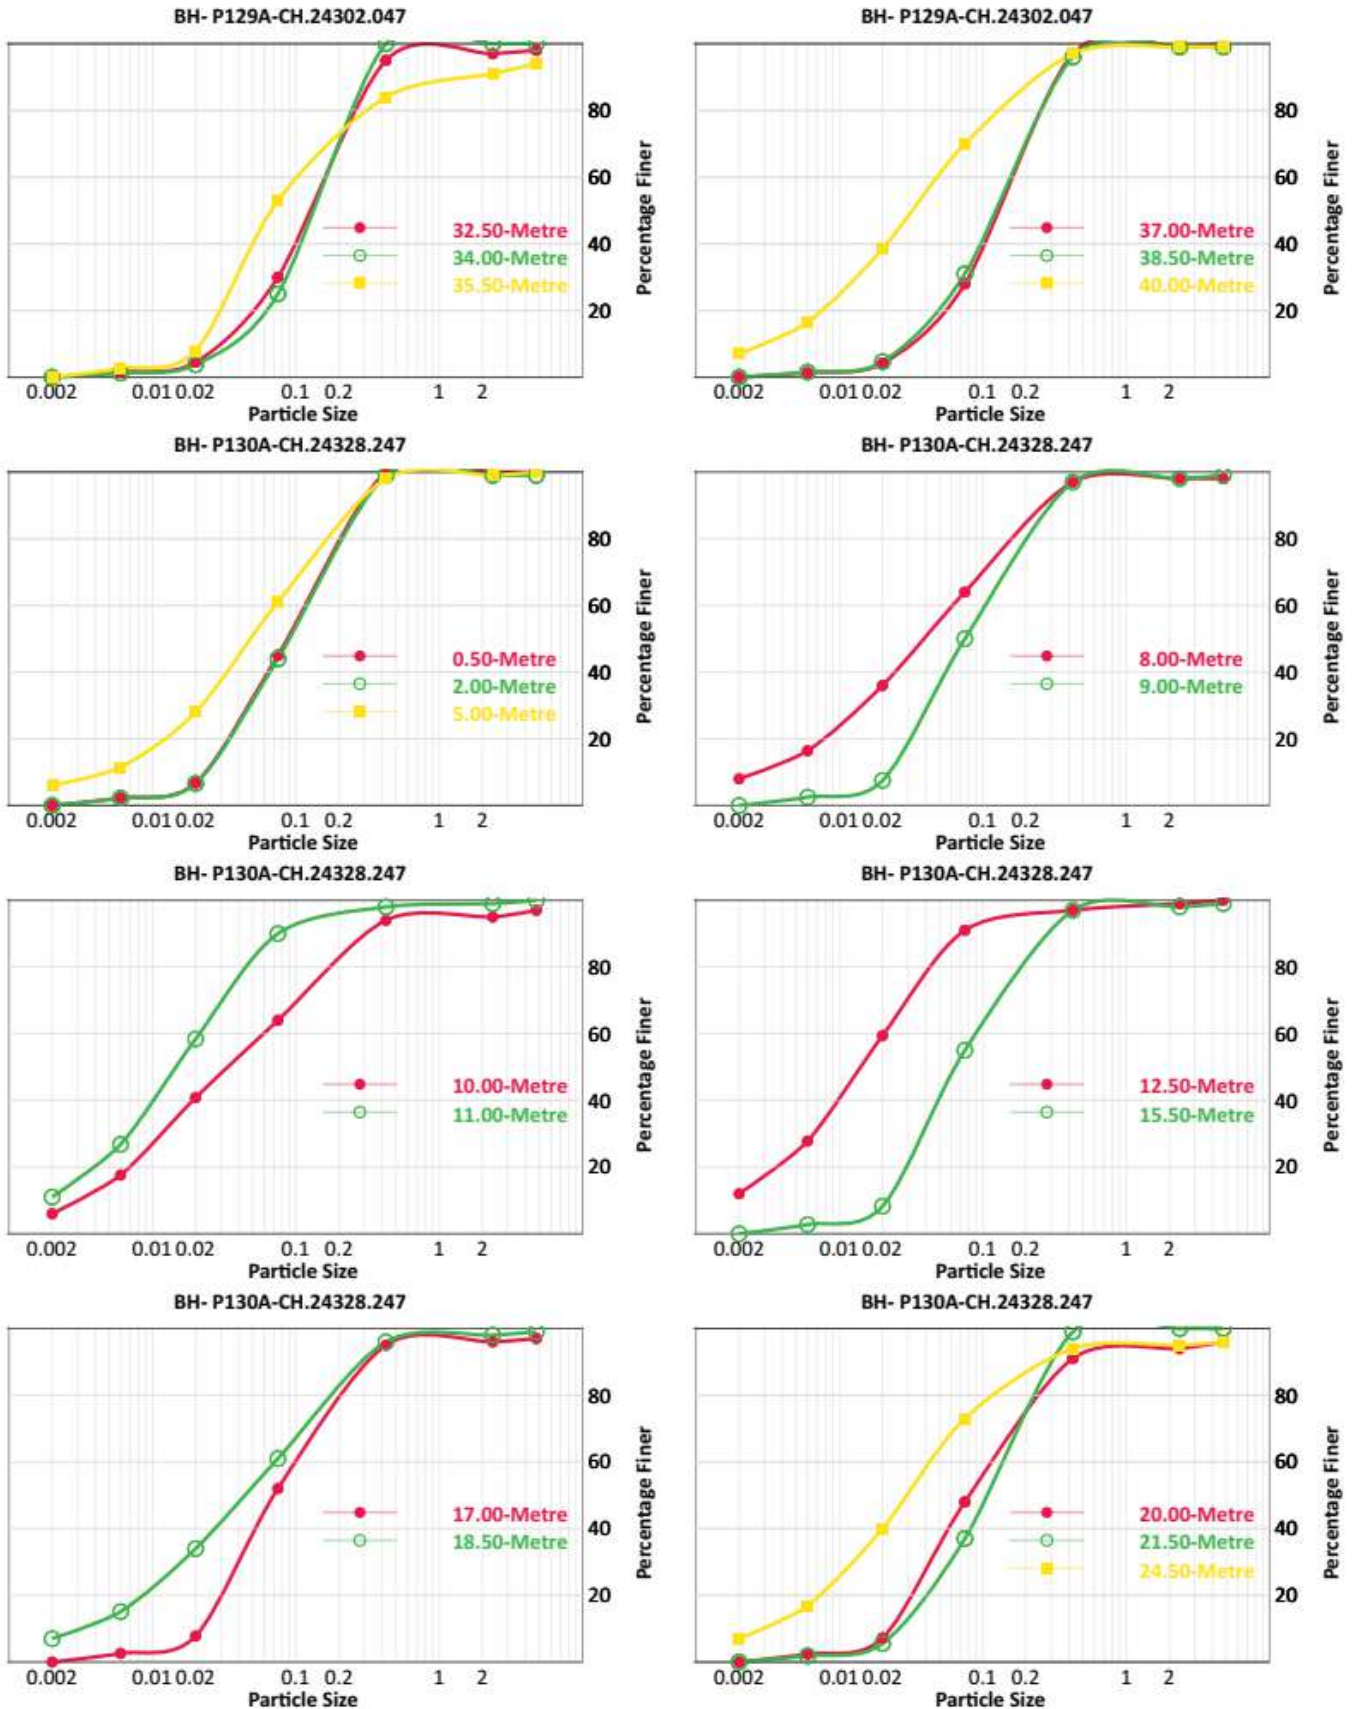 BH- P129A-CH.24302.047
80
60
40
20
Percentage Finer
32.50-Metre
34.00-Metre
35.50-Metre
0.002 0.01 0.02 0.1 0.2 1 2
Particle Size
BH- P129A-CH.24302.047
80
60
40
20
Percentage Finer
37.00-Metre
38.50-Metre
40.00-Metre
0.002 0.01 0.02 0.1 0.2 1 2
Particle Size
BH- P130A-CH.24328.247
80
60
40
20
Percentage Finer
0.50-Metre
2.00-Metre
5.00-Metre
0.002 0.01 0.02 0.1 0.2 1 2
Particle Size
BH- P130A-CH.24328.247
80
60
40
20
Percentage Finer
8.00-Metre
9.00-Metre
0.002 0.01 0.02 0.1 0.2 1 2
Particle Size
BH- P130A-CH.24328.247
80
60
40
20
Percentage Finer
10.00-Metre
11.00-Metre
0.002 0.01 0.02 0.1 0.2 1 2
Particle Size
BH- P130A-CH.24328.247
80
60
40
20
Percentage Finer
12.50-Metre
15.50-Metre
0.002 0.01 0.02 0.1 0.2 1 2
Particle Size
BH- P130A-CH.24328.247
80
60
40
20
Percentage Finer
17.00-Metre
18.50-Metre
0.002 0.01 0.02 0.1 0.2 1 2
Particle Size
BH- P130A-CH.24328.247
80
60
40
20
Percentage Finer
20.00-Metre
21.50-Metre
24.50-Metre
0.002 0.01 0.02 0.1 0.2 1 2
Particle Size